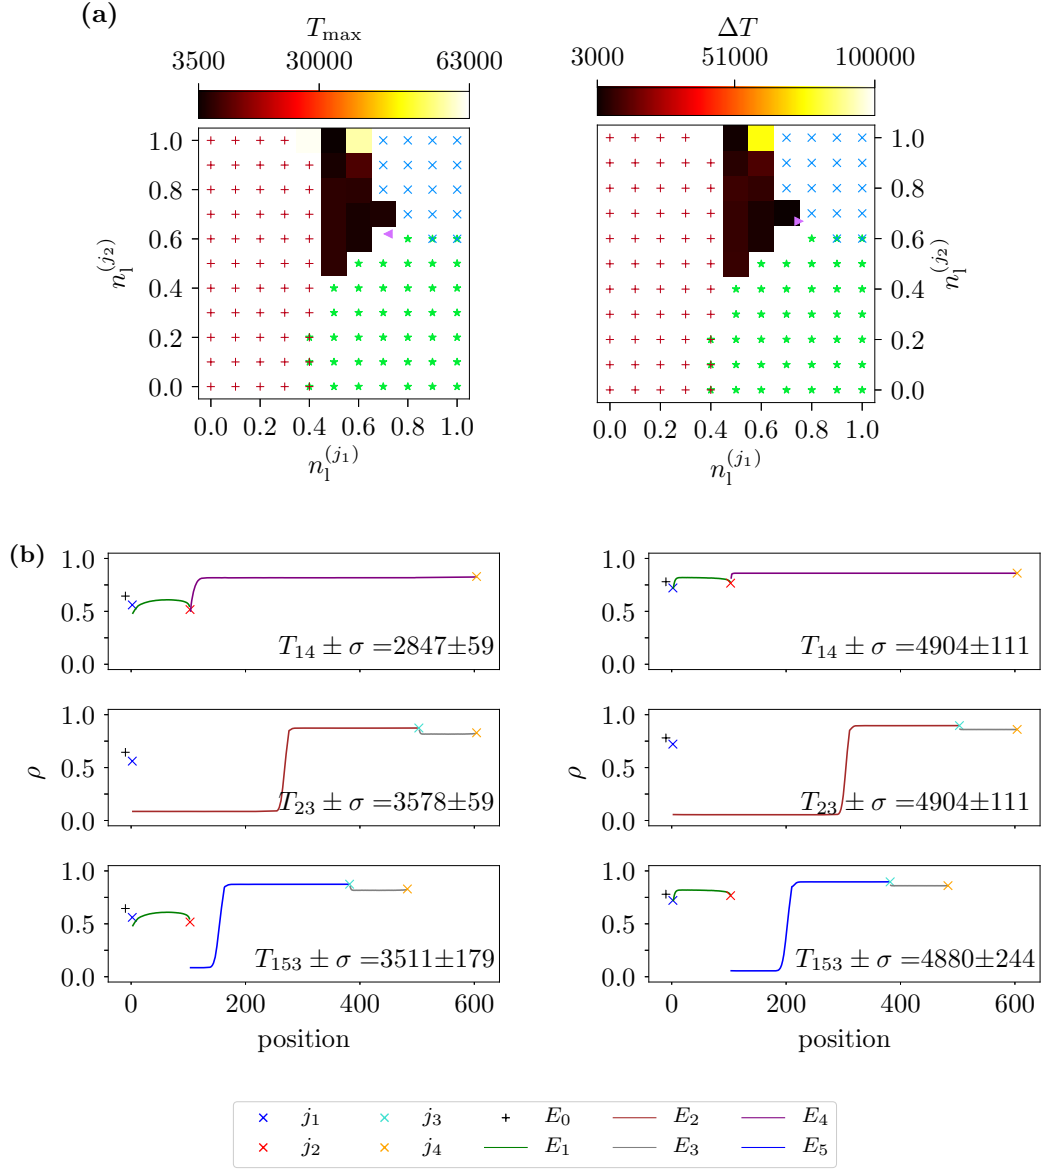 (a)
T_max ΔT
3500 30000 63000 3000 51000 100000
1.0 1.0
0.8 0.8
n_l^(j_2) 0.6 0.6 n_l^(j_2)
0.4 0.4
0.2 0.2
0.0 0.0
0.0 0.2 0.4 0.6 0.8 1.0 0.0 0.2 0.4 0.6 0.8 1.0
n_l^(j_1) n_l^(j_1)
(b)
1.0 1.0
0.5 0.5
T_14 ± σ =2847±59 T_14 ± σ =4904±111
0.0 0.0
1.0 1.0
ρ 0.5 ρ 0.5
T_23 ± σ =3578±59 T_23 ± σ =4904±111
0.0 0.0
1.0 1.0
0.5 0.5
T_153 ± σ =3511±179 T_153 ± σ =4880±244
0.0 0.0
0 200 400 600 0 200 400 600
position position
j_1 j_3 E_0 E_2 E_4
j_2 j_4 E_1 E_3 E_5